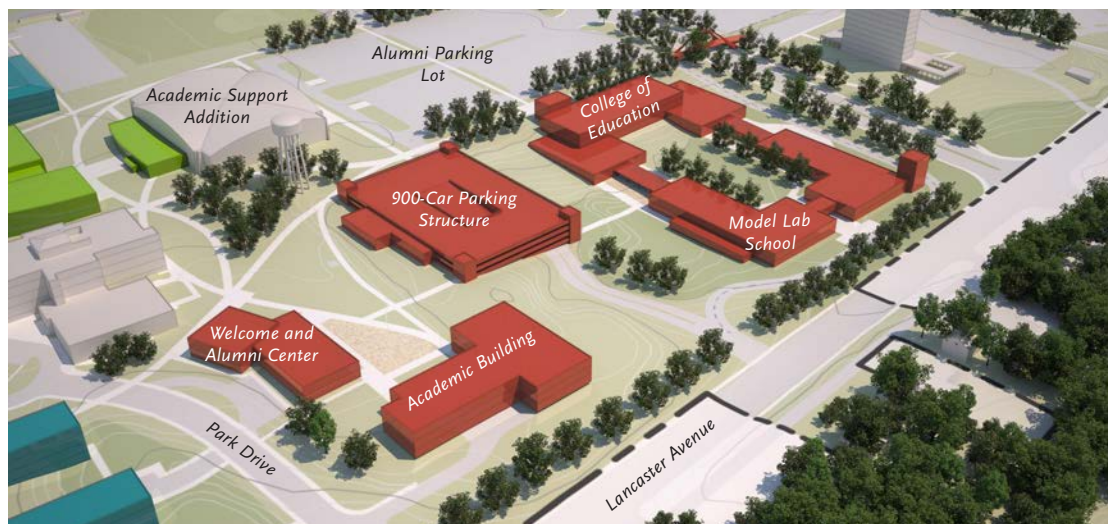 Alumni Parking
Lot
Academic Support
Addition
College of
Education
900-Car Parking
Structure
Model Lab
School
Welcome and
Alumni Center
Academic Building
Park Drive
Lancaster Avenue